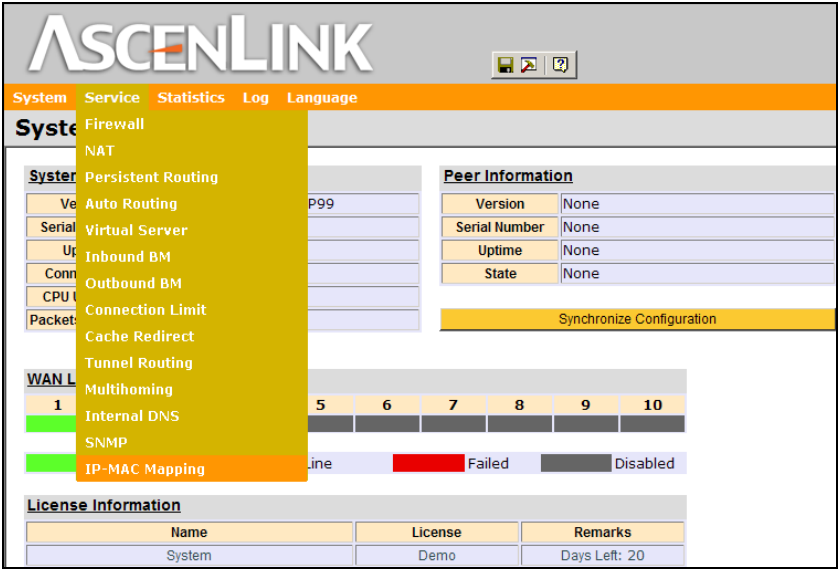 ASCENLINK
System Service Statistics Log Language
Syste
Firewall
NAT
Persistent Routing
Auto Routing
Virtual Server
Inbound BM
Outbound BM
Connection Limit
Cache Redirect
Tunnel Routing
Multihoming
Internal DNS
SNMP
IP-MAC Mapping
System
Ve P99
Serial
Up
Conn
CPU U
Packets
Peer Information
Version None
Serial Number None
Uptime None
State None
Synchronize Configuration
WAN L
1 5 6 7 8 9 10
Line Failed Disabled
License Information
Name License Remarks
System Demo Days Left: 20